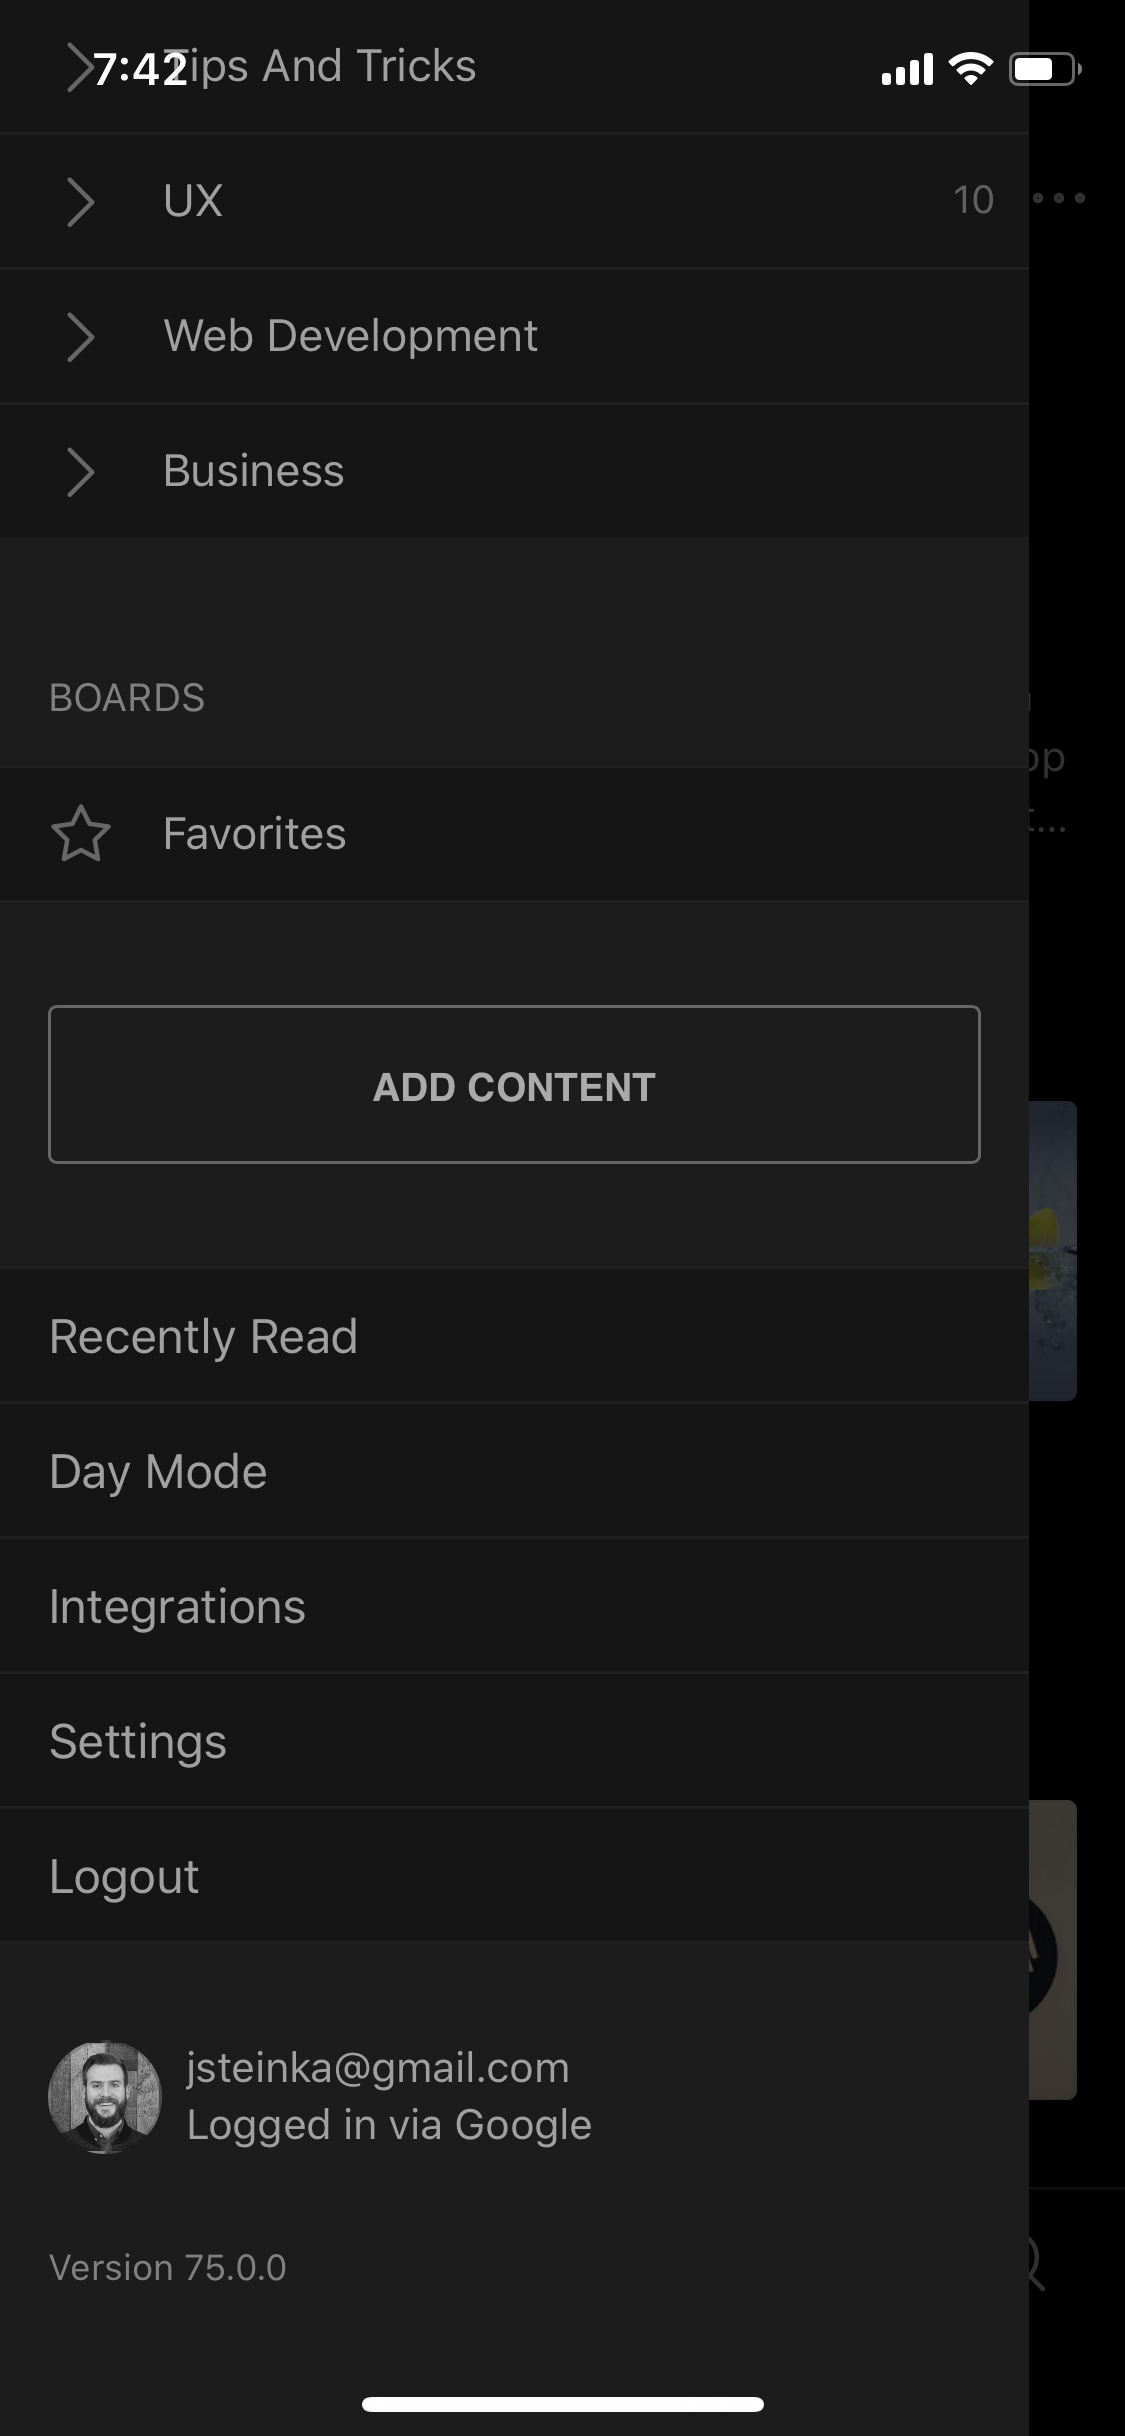 7:42
Tips And Tricks
UX 10
Web Development
Business
BOARDS
Favorites
ADD CONTENT
Recently Read
Day Mode
Integrations
Settings
Logout
jsteinka@gmail.com
Logged in via Google
Version 75.0.0